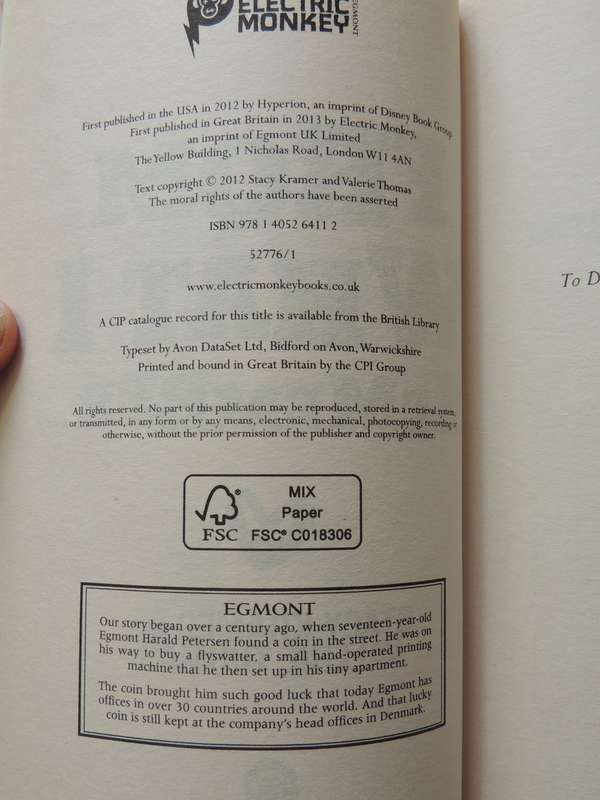 ELECTRIC
MONKEY
EGMONT
First published in the USA in 2012 by Hyperion, an imprint of Disney Book Group
First published in Great Britain in 2013 by Electric Monkey,
an imprint of Egmont UK Limited
The Yellow Building, 1 Nicholas Road, London W11 4AN
Text copyright © 2012 Stacy Kramer and Valerie Thomas
The moral rights of the authors have been asserted
ISBN 978 1 4052 6411 2
52776/1
www.electricmonkeybooks.co.uk
A CIP catalogue record for this title is available from the British Library
Typeset by Avon DataSet Ltd, Bidford on Avon, Warwickshire
Printed and bound in Great Britain by the CPI Group
All rights reserved. No part of this publication may be reproduced, stored in a retrieval system,
or transmitted, in any form or by any means, electronic, mechanical, photocopying, recording or
otherwise, without the prior permission of the publisher and copyright owner.
MIX
Paper
FSC® C018306
®
FSC
EGMONT
Our story began over a century ago, when seventeen-year-old
Egmont Harald Petersen found a coin in the street. He was on
his way to buy a flyswatter, a small hand-operated printing
machine that he then set up in his tiny apartment.
The coin brought him such good luck that today Egmont has
offices in over 30 countries around the world. And that lucky
coin is still kept at the company's head offices in Denmark.
To D